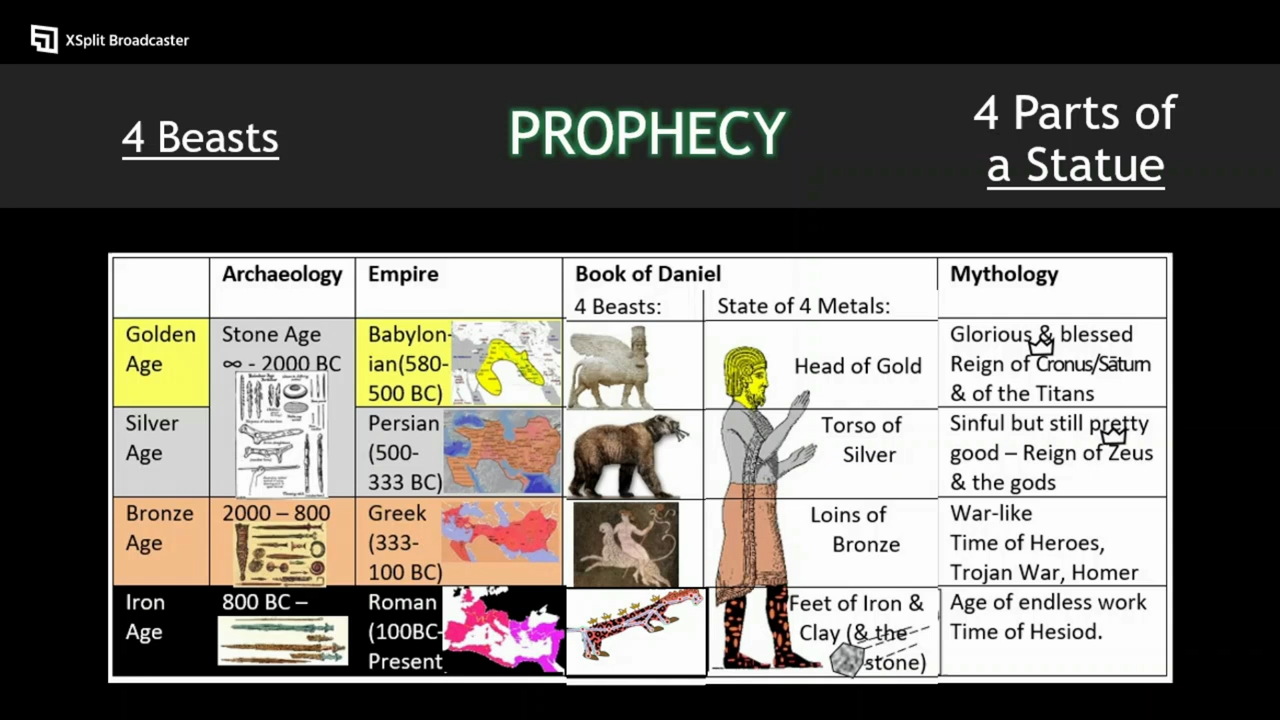 XSplit Broadcaster
4 Beasts
PROPHECY
4 Parts of
a Statue
Archaeology
Empire
Book of Daniel
Mythology
4 Beasts:
State of 4 Metals:
Golden
Age
Stone Age
∞ - 2000 BC
Babylon-
ian(580-
500 BC)
Head of Gold
Glorious & blessed
Reign of Cronus/Sāturn
& of the Titans
Silver
Age
Persian
(500-
333 BC)
Torso of
Silver
Sinful but still pretty
good – Reign of Zeus
& the gods
Bronze
Age
2000 – 800
Greek
(333-
100 BC)
Loins of
Bronze
War-like
Time of Heroes,
Trojan War, Homer
Iron
Age
800 BC –
Roman
(100BC-
Present
Feet of Iron &
Clay (& the
stone)
Age of endless work
Time of Hesiod.